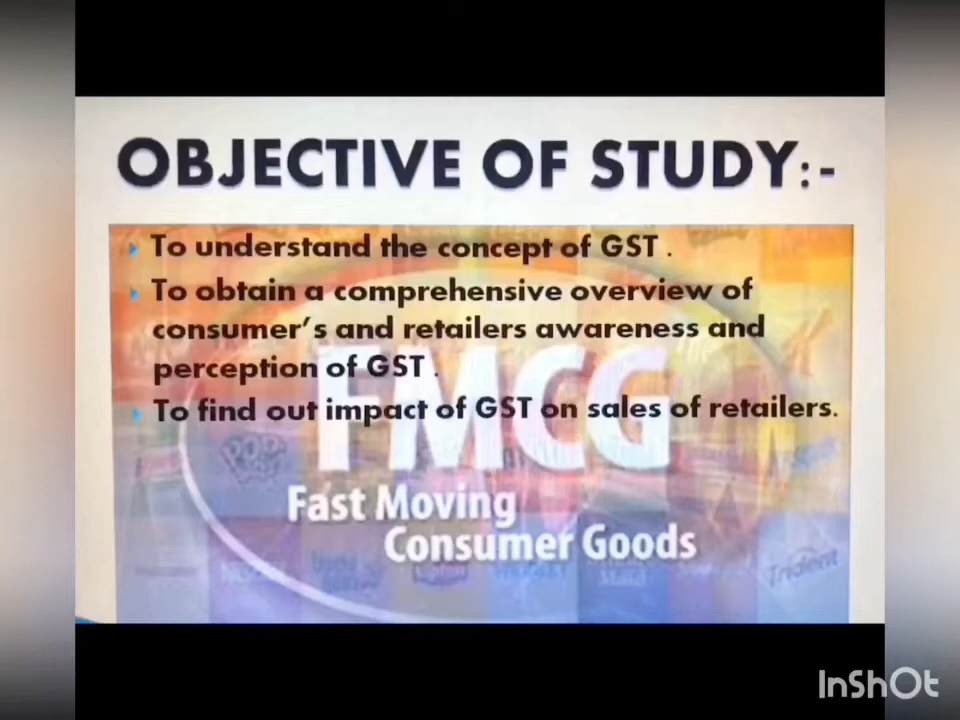 OBJECTIVE OF STUDY:-
To understand the concept of GST .
To obtain a comprehensive overview of
consumer's and retailers awareness and
perception of GST .
To find out impact of GST on sales of retailers.
FMCG
Fast Moving
Consumer Goods
Trident
InShOt